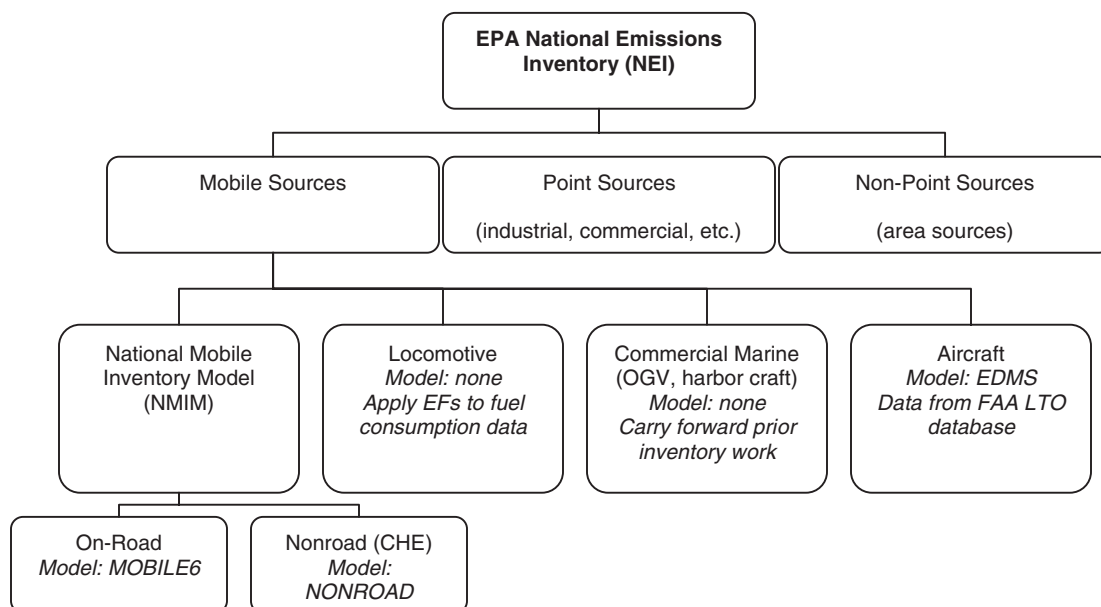 EPA National Emissions
Inventory (NEI)
Mobile Sources
Point Sources
(industrial, commercial, etc.)
Non-Point Sources
(area sources)
National Mobile
Inventory Model
(NMIM)
Locomotive
Model: none
Apply EFs to fuel
consumption data
Commercial Marine
(OGV, harbor craft)
Model: none
Carry forward prior
inventory work
Aircraft
Model: EDMS
Data from FAA LTO
database
On-Road
Model: MOBILE6
Nonroad (CHE)
Model:
NONROAD